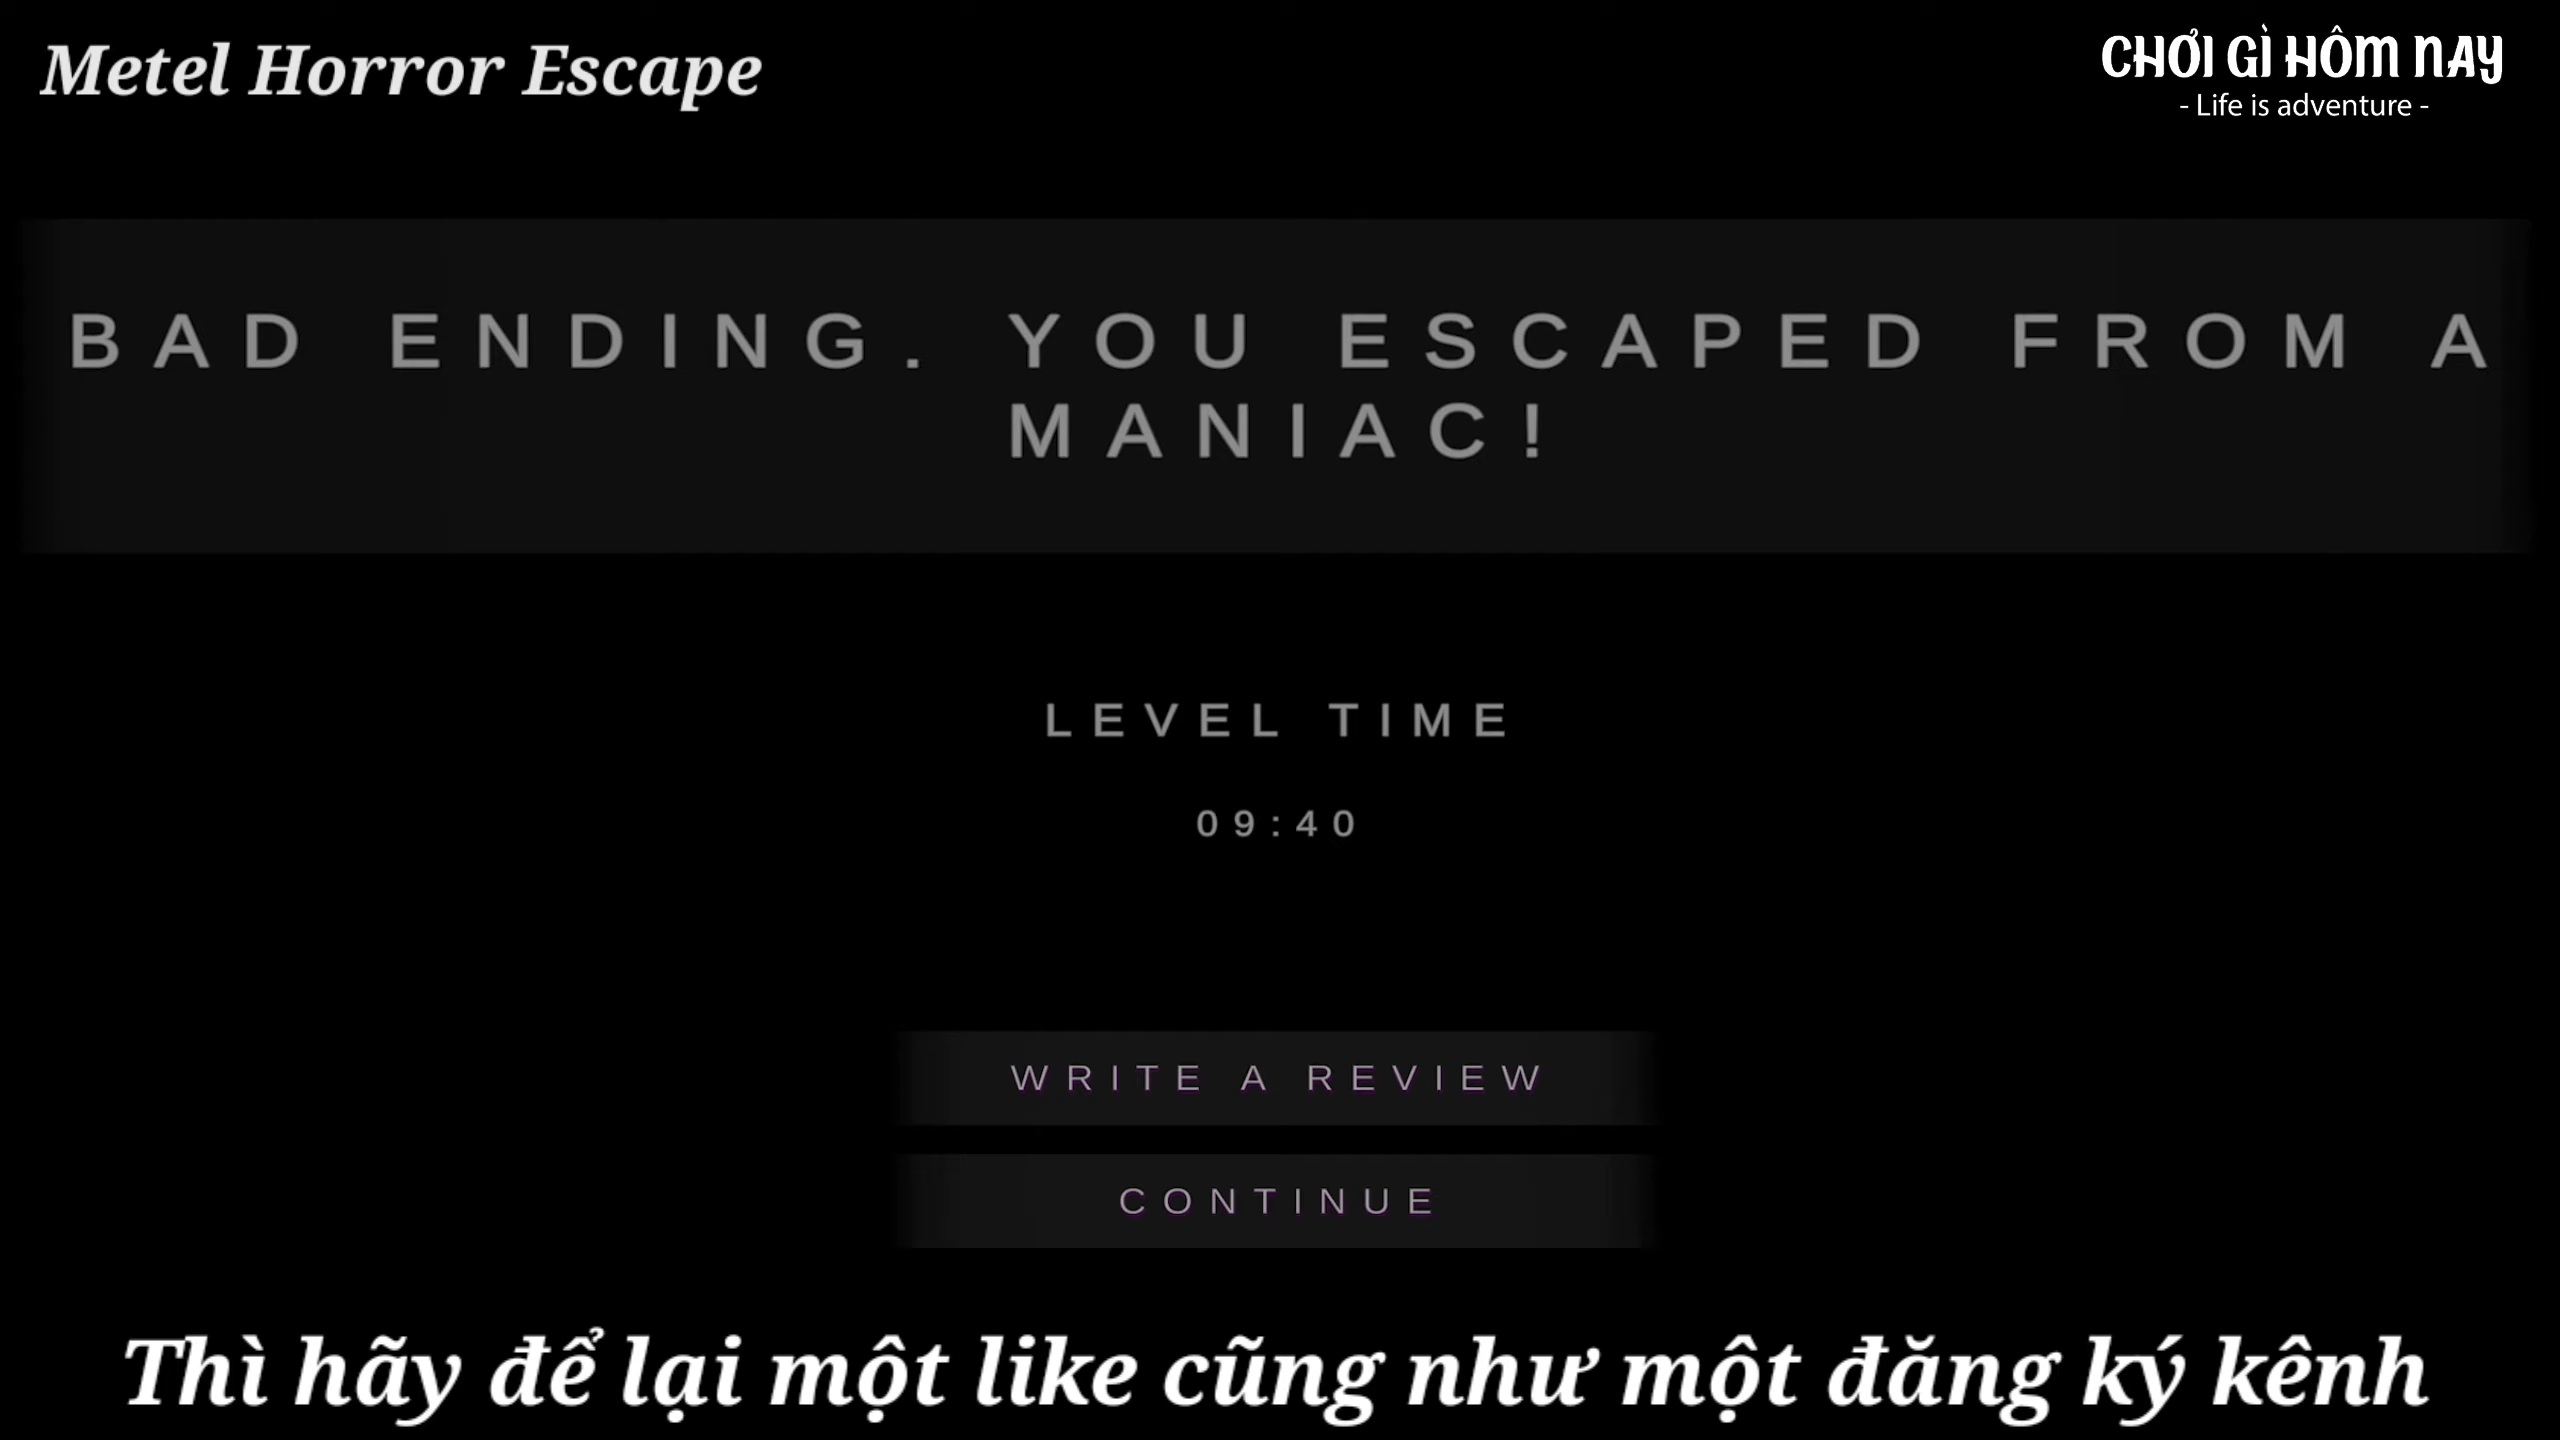 Metel Horror Escape
CHƠI GÌ HÔM NAY
- Life is adventure -
BAD ENDING. YOU ESCAPED FROM A
MANIAC!
LEVEL TIME
09:40
WRITE A REVIEW
CONTINUE
Thì hãy để lại một like cũng như một đăng ký kênh